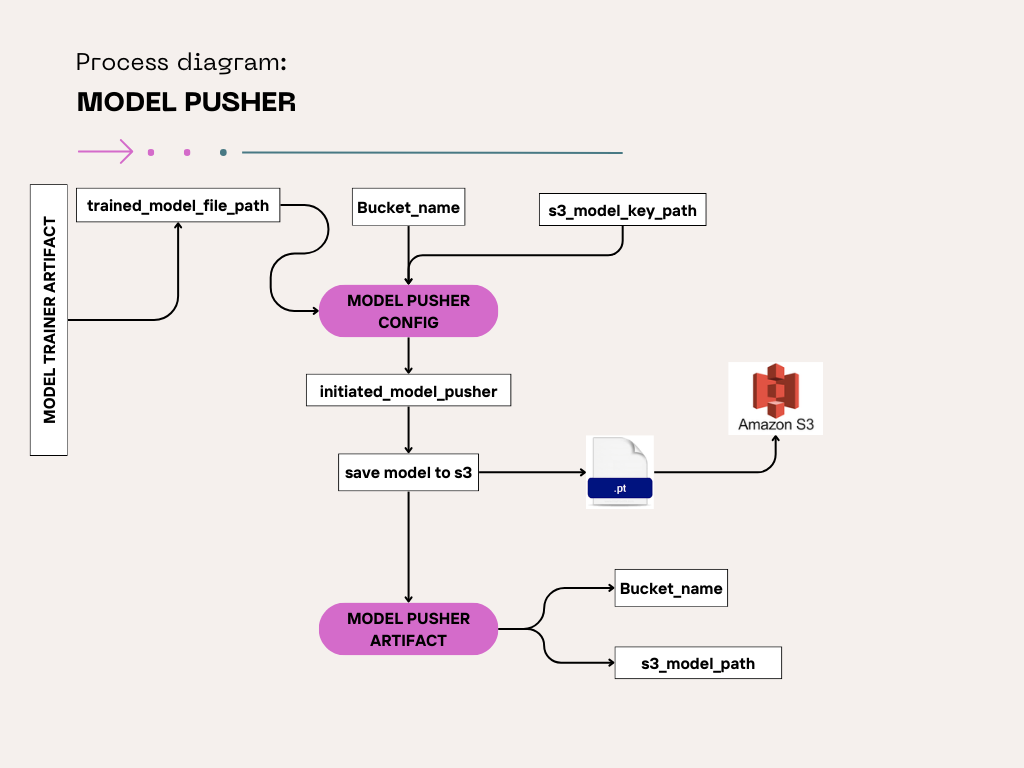 Process diagram:
MODEL PUSHER
MODEL TRAINER ARTIFACT
trained_model_file_path
Bucket_name
s3_model_key_path
MODEL PUSHER
CONFIG
initiated_model_pusher
save model to s3
.pt
Amazon S3
MODEL PUSHER
ARTIFACT
Bucket_name
s3_model_path